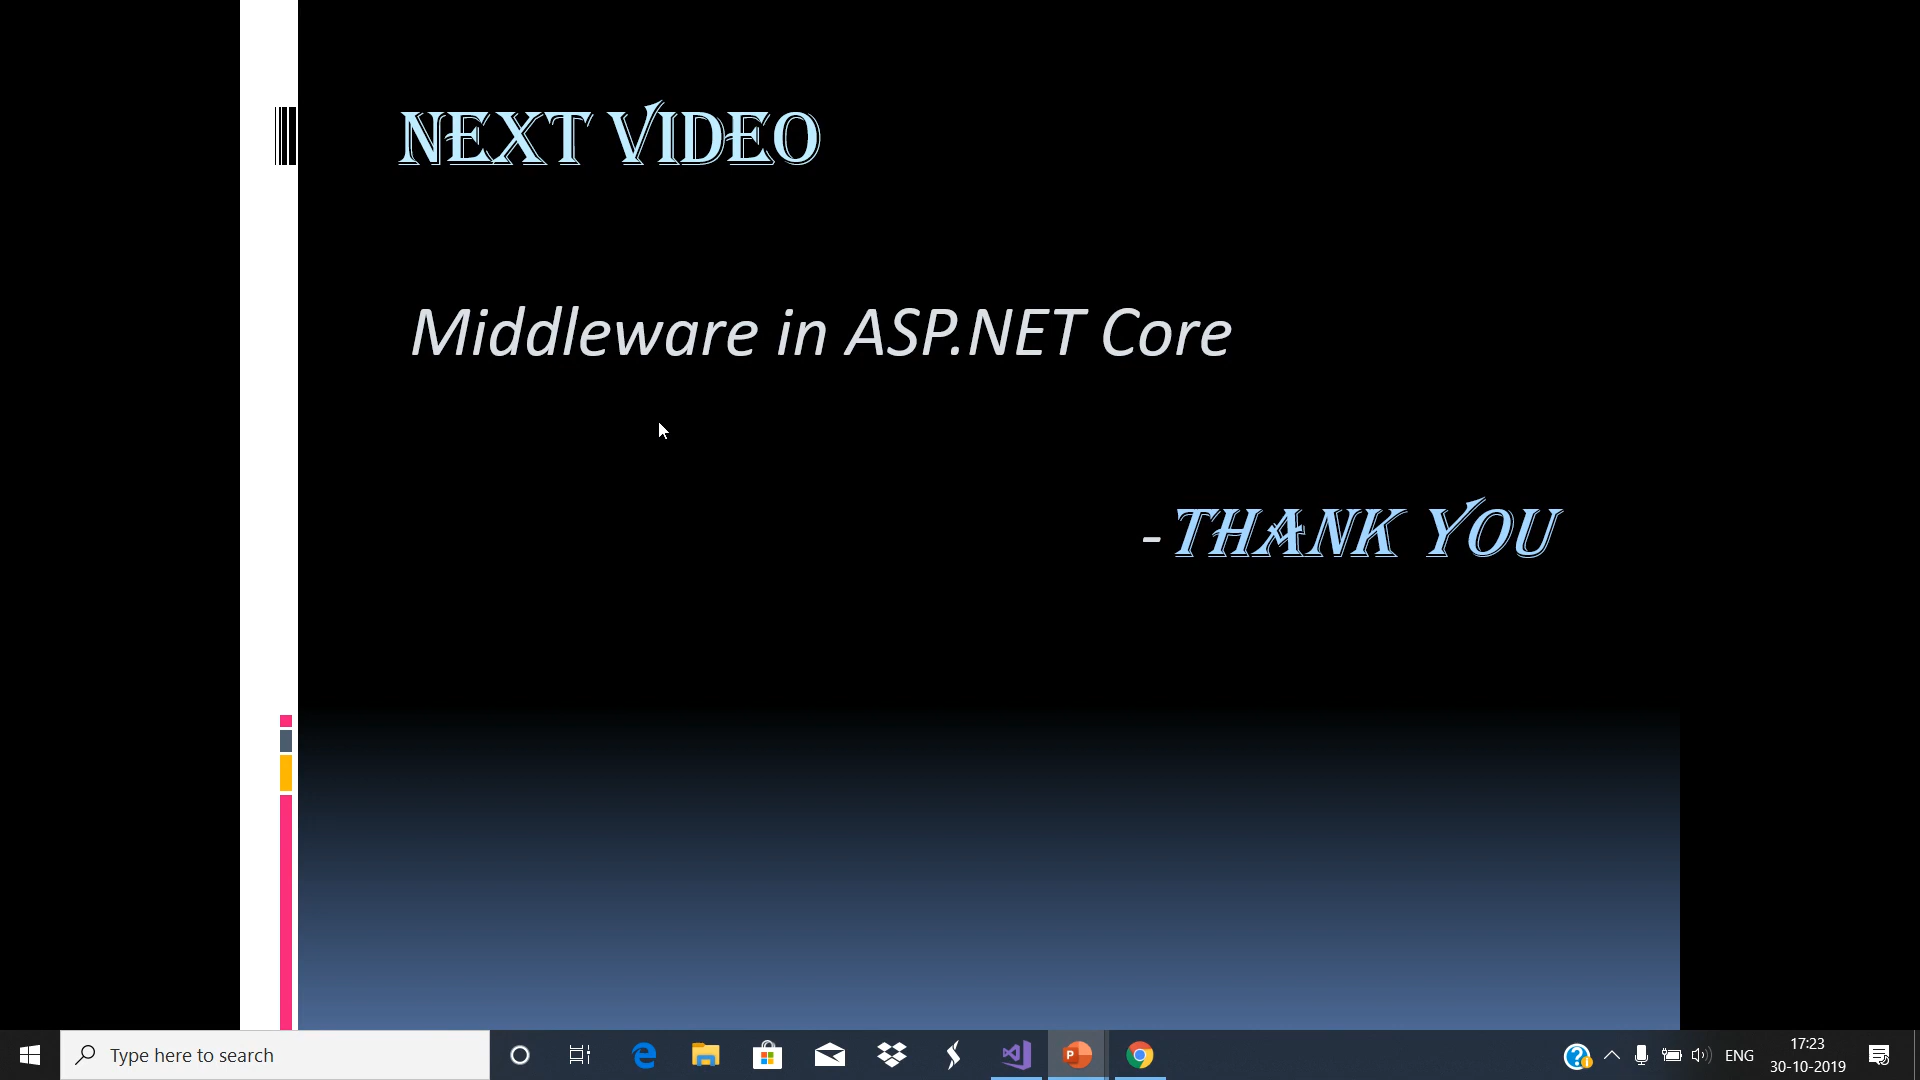 NEXT VIDEO
Middleware in ASP.NET Core
-THANK YOU
Type here to search
ENG
17:23
30-10-2019